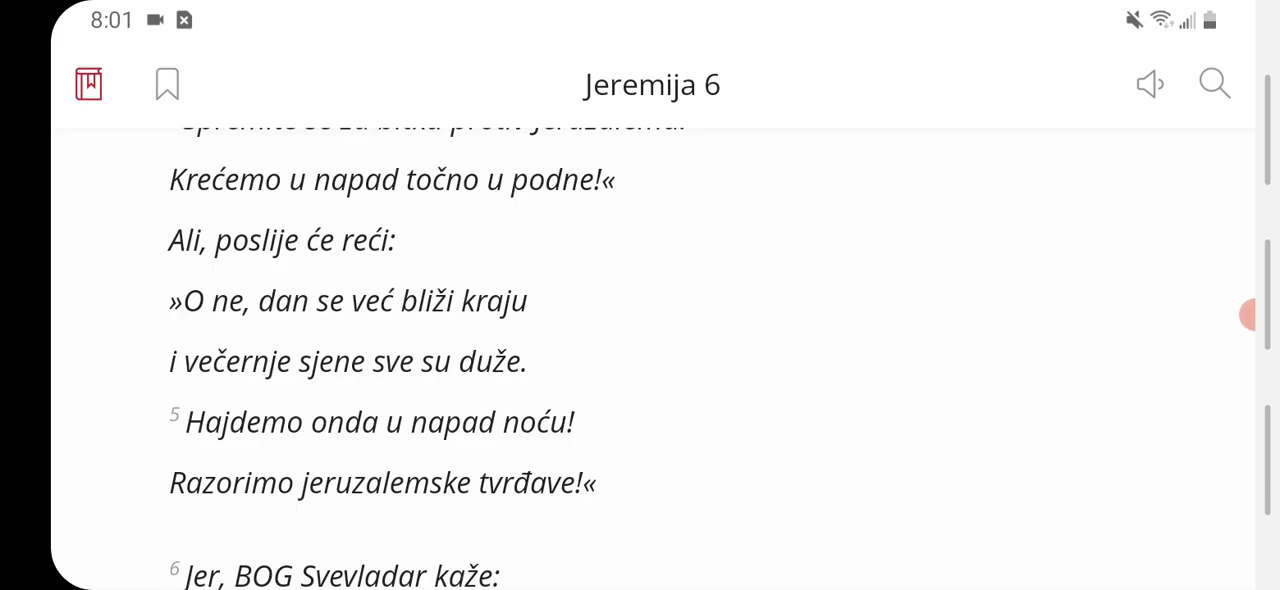 8:01
Jeremija 6
Krećemo u napad točno u podne!«
Ali, poslije će reći:
»O ne, dan se već bliži kraju
i večernje sjene sve su duže.
5 Hajdemo onda u napad noću!
Razorimo jeruzalemske tvrđave!«
6 Jer, BOG Svevladar kaže: